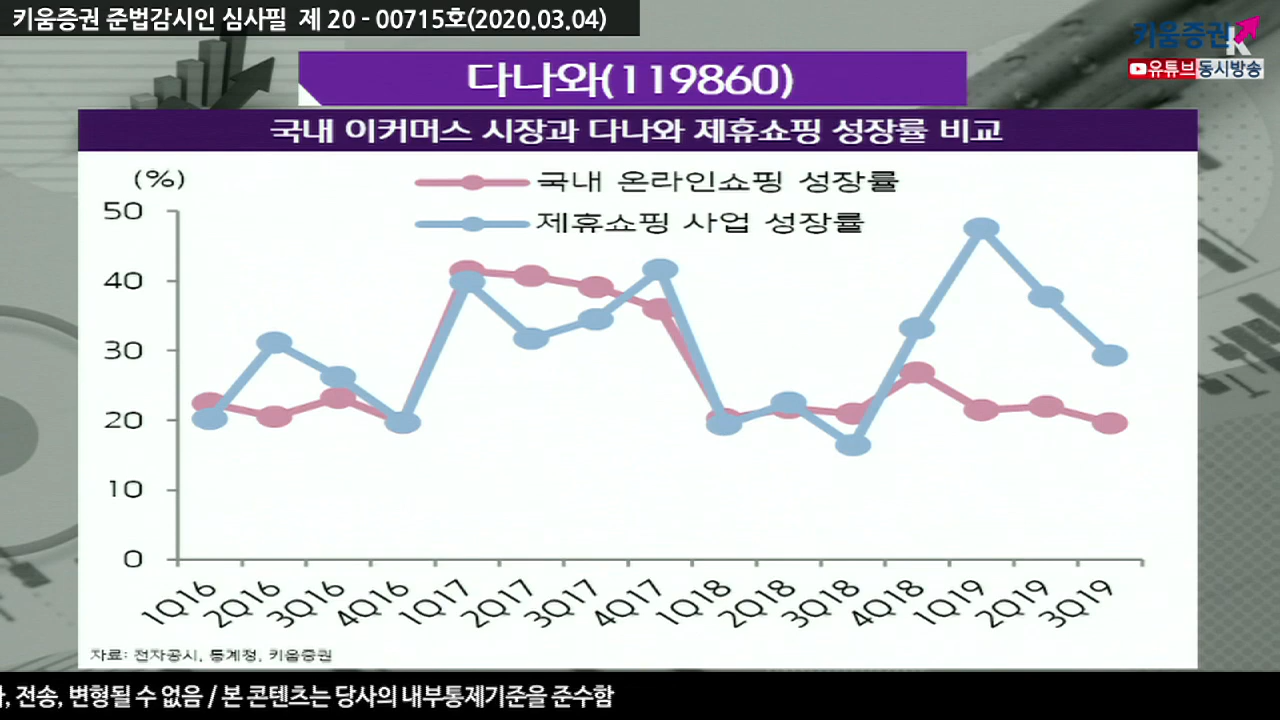 키움증권 준법감시인 심사필 제 20 - 00715호(2020.03.04)
키움증권
유튜브동시방송
다나와(119860)
국내 이커머스 시장과 다나와 제휴쇼핑 성장률 비교
(%)
국내 온라인쇼핑 성장률
제휴쇼핑 사업 성장률
50
40
30
20
10
0
1Q16 2Q16 3Q16 4Q16 1Q17 2Q17 3Q17 4Q17 1Q18 2Q18 3Q18 4Q18 1Q19 2Q19 3Q19
자료: 전자공시, 통계청, 키움증권
, 전송, 변형될 수 없음 / 본 콘텐츠는 당사의 내부통제기준을 준수함